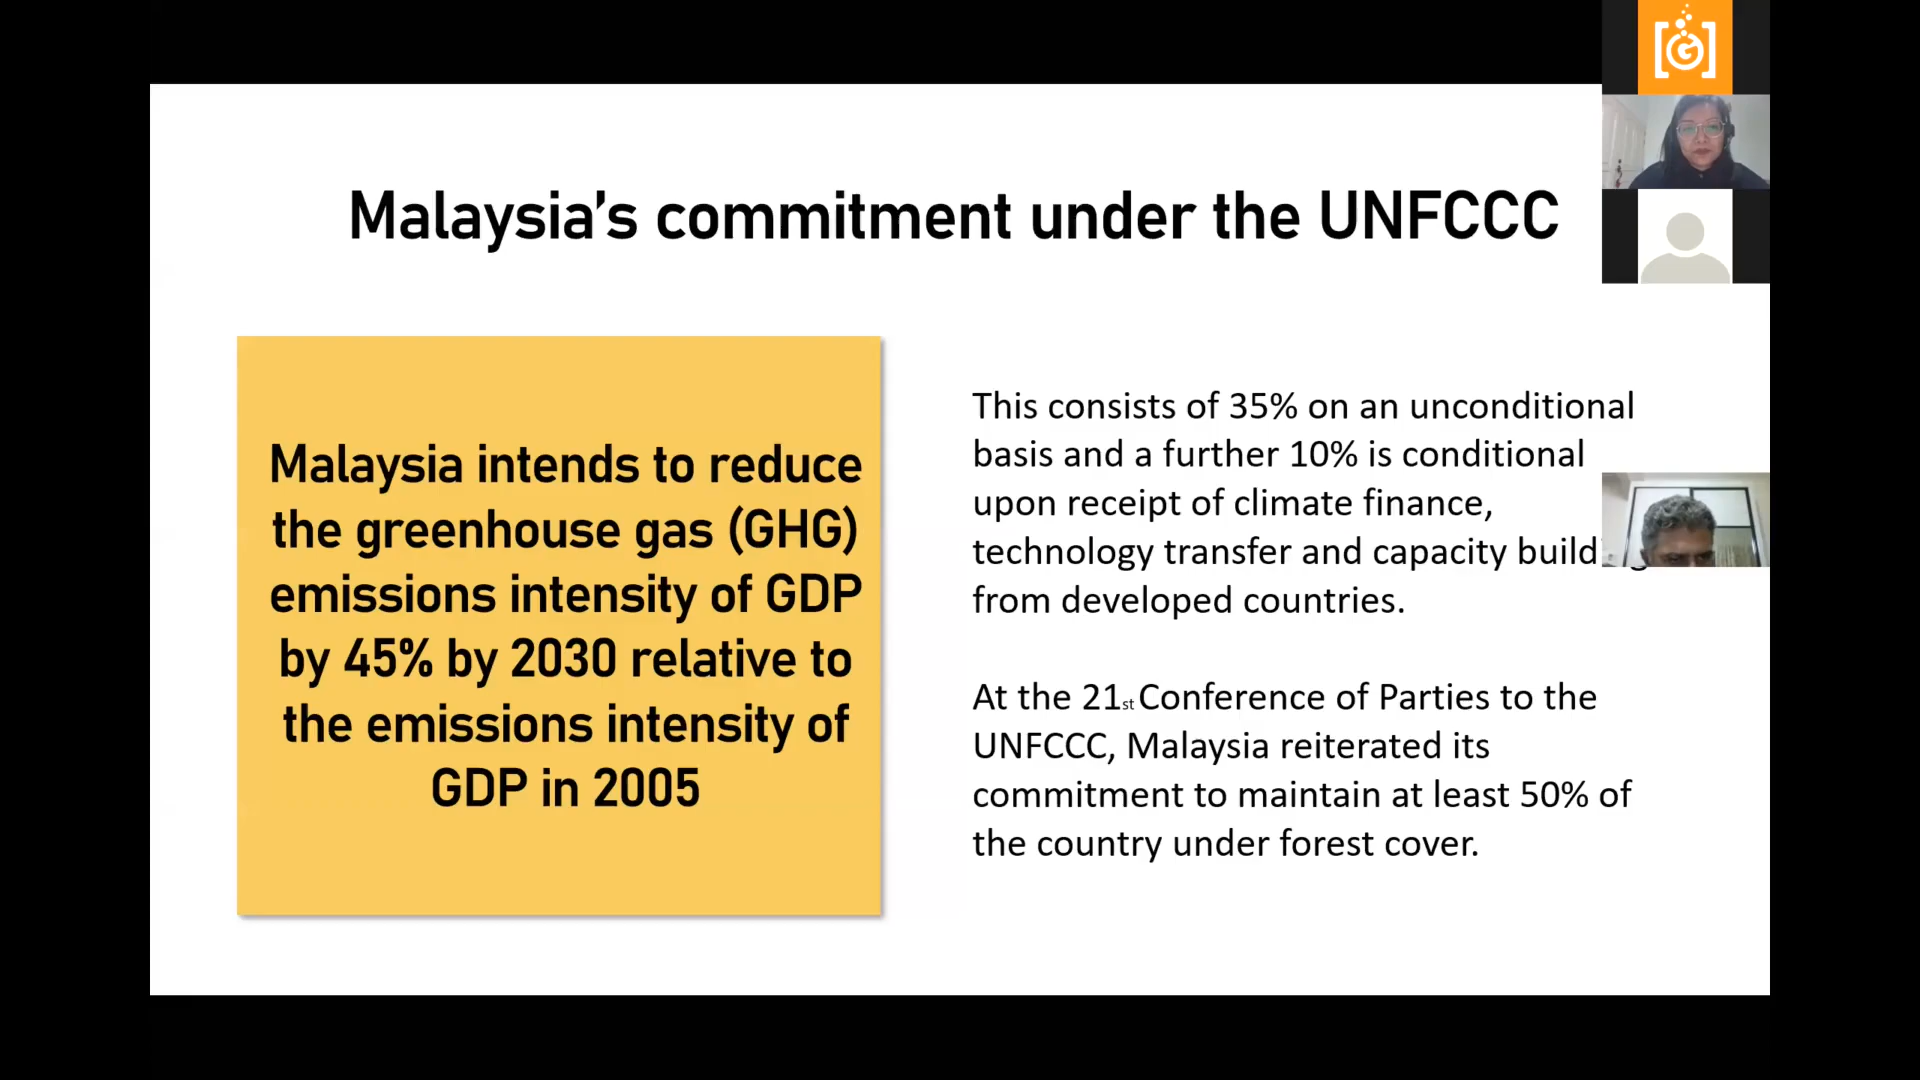 Malaysia's commitment under the UNFCCC
Malaysia intends to reduce
the greenhouse gas (GHG)
emissions intensity of GDP
by 45% by 2030 relative to
the emissions intensity of
GDP in 2005
This consists of 35% on an unconditional
basis and a further 10% is conditional
upon receipt of climate finance,
technology transfer and capacity
from developed countries.
At the 21st Conference of Parties to the
UNFCCC, Malaysia reiterated its
commitment to maintain at least 50% of
the country under forest cover.
[G]